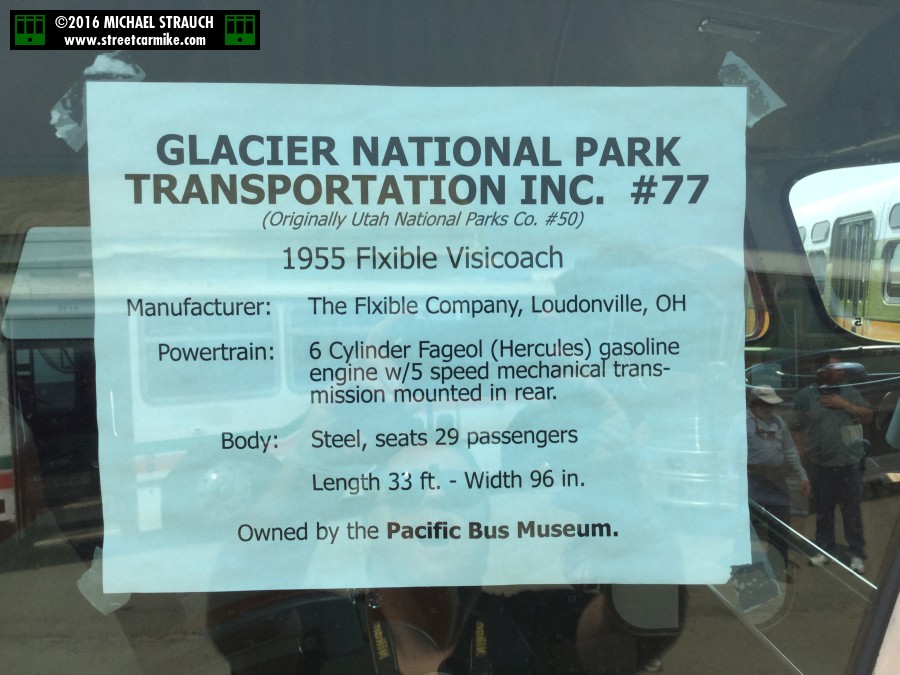 ©2016 MICHAEL STRAUCH
www.streetcarmike.com
GLACIER NATIONAL PARK
TRANSPORTATION INC. #77
(Originally Utah National Parks Co. #50)
1955 Flxible Visicoach
Manufacturer: The Flxible Company, Loudonville, OH
Powertrain: 6 Cylinder Fageol (Hercules) gasoline
engine w/5 speed mechanical trans-
mission mounted in rear.
Body: Steel, seats 29 passengers
Length 33 ft. - Width 96 in.
Owned by the Pacific Bus Museum.
2
NIKON
NIKON